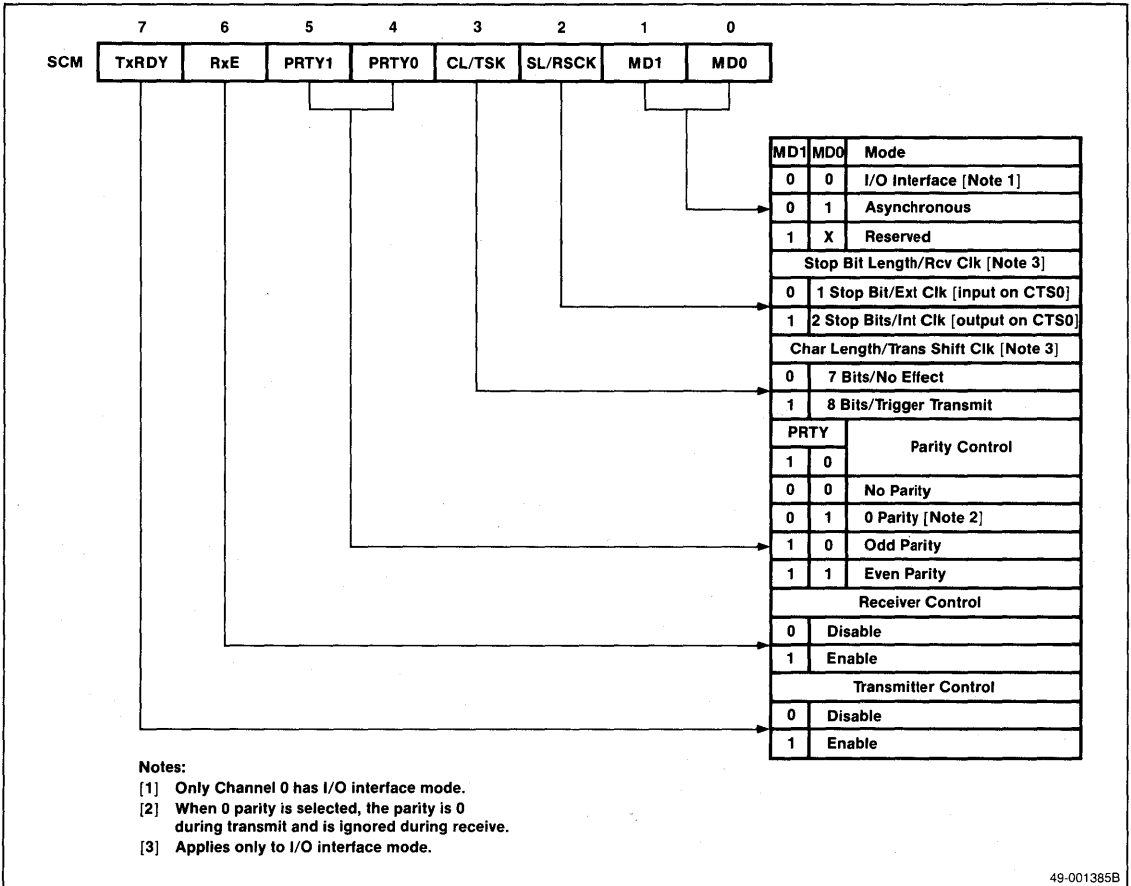 7 6 5 4 3 2 1 0
SCM TxRDY RxE PRTY1 PRTY0 CL/TSK SL/RSCK MD1 MD0
MD1 MD0 Mode
0 0 I/O Interface [Note 1]
0 1 Asynchronous
1 X Reserved
Stop Bit Length/Rcv Clk [Note 3]
0 1 Stop Bit/Ext Clk [input on CTS0]
1 2 Stop Bits/Int Clk [output on CTS0]
Char Length/Trans Shift Clk [Note 3]
0 7 Bits/No Effect
1 8 Bits/Trigger Transmit
PRTY Parity Control
1 0
0 0 No Parity
0 1 0 Parity [Note 2]
1 0 Odd Parity
1 1 Even Parity
Receiver Control
0 Disable
1 Enable
Transmitter Control
0 Disable
1 Enable
Notes:
[1] Only Channel 0 has I/O interface mode.
[2] When 0 parity is selected, the parity is 0
during transmit and is ignored during receive.
[3] Applies only to I/O interface mode.
49-001385B